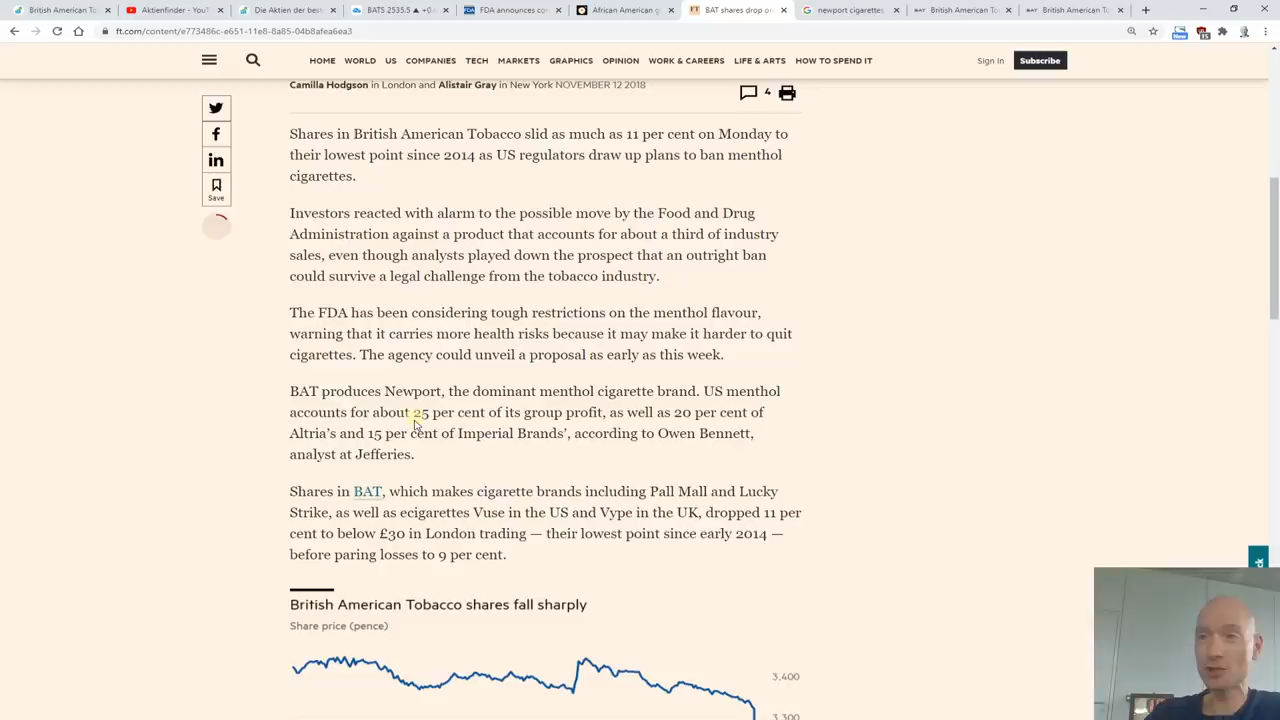 British American To
Aktienfinder - YouT
Die Aktien der best
BATS 2535.5 ▲ +0.
FDA announces co
African American g
FT
BAT shares drop on
newport cigarettes
British American To
British American To
ft.com/content/e773486c-e651-11e8-8a85-04b8afea6ea3
New
15
HOME WORLD US COMPANIES TECH MARKETS GRAPHICS OPINION WORK & CAREERS LIFE & ARTS HOW TO SPEND IT
Sign In
Subscribe
Camilla Hodgson in London and Alistair Gray in New York NOVEMBER 12 2018
4
Save
Shares in British American Tobacco slid as much as 11 per cent on Monday to
their lowest point since 2014 as US regulators draw up plans to ban menthol
cigarettes.
Investors reacted with alarm to the possible move by the Food and Drug
Administration against a product that accounts for about a third of industry
sales, even though analysts played down the prospect that an outright ban
could survive a legal challenge from the tobacco industry.
The FDA has been considering tough restrictions on the menthol flavour,
warning that it carries more health risks because it may make it harder to quit
cigarettes. The agency could unveil a proposal as early as this week.
BAT produces Newport, the dominant menthol cigarette brand. US menthol
accounts for about 25 per cent of its group profit, as well as 20 per cent of
Altria’s and 15 per cent of Imperial Brands’, according to Owen Bennett,
analyst at Jefferies.
Shares in BAT, which makes cigarette brands including Pall Mall and Lucky
Strike, as well as ecigarettes Vuse in the US and Vype in the UK, dropped 11 per
cent to below £30 in London trading — their lowest point since early 2014 —
before paring losses to 9 per cent.
British American Tobacco shares fall sharply
Share price (pence)
3,400
3,300